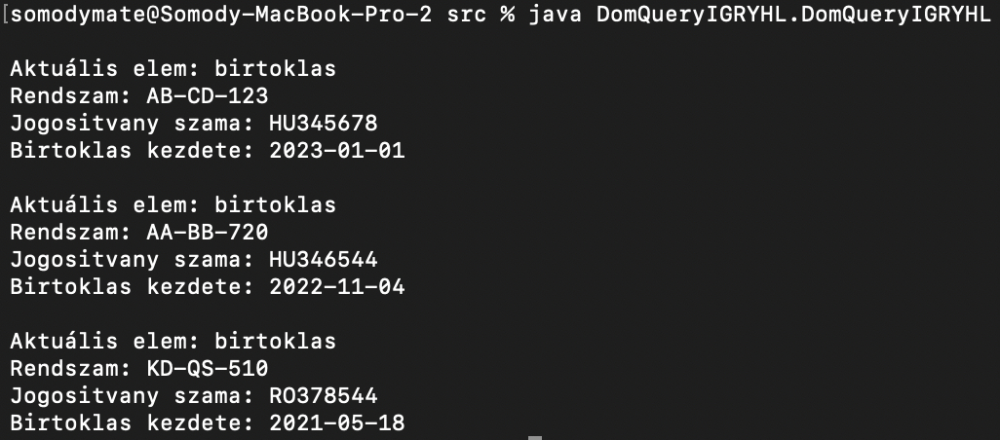 [somodymate@Somody-MacBook-Pro-2 src % java DomQueryIGRYHL.DomQueryIGRYHL
Aktuális elem: birtoklas
Rendszam: AB-CD-123
Jogositvany szama: HU345678
Birtoklas kezdete: 2023-01-01
Aktuális elem: birtoklas
Rendszam: AA-BB-720
Jogositvany szama: HU346544
Birtoklas kezdete: 2022-11-04
Aktuális elem: birtoklas
Rendszam: KD-QS-510
Jogositvany szama: RO378544
Birtoklas kezdete: 2021-05-18